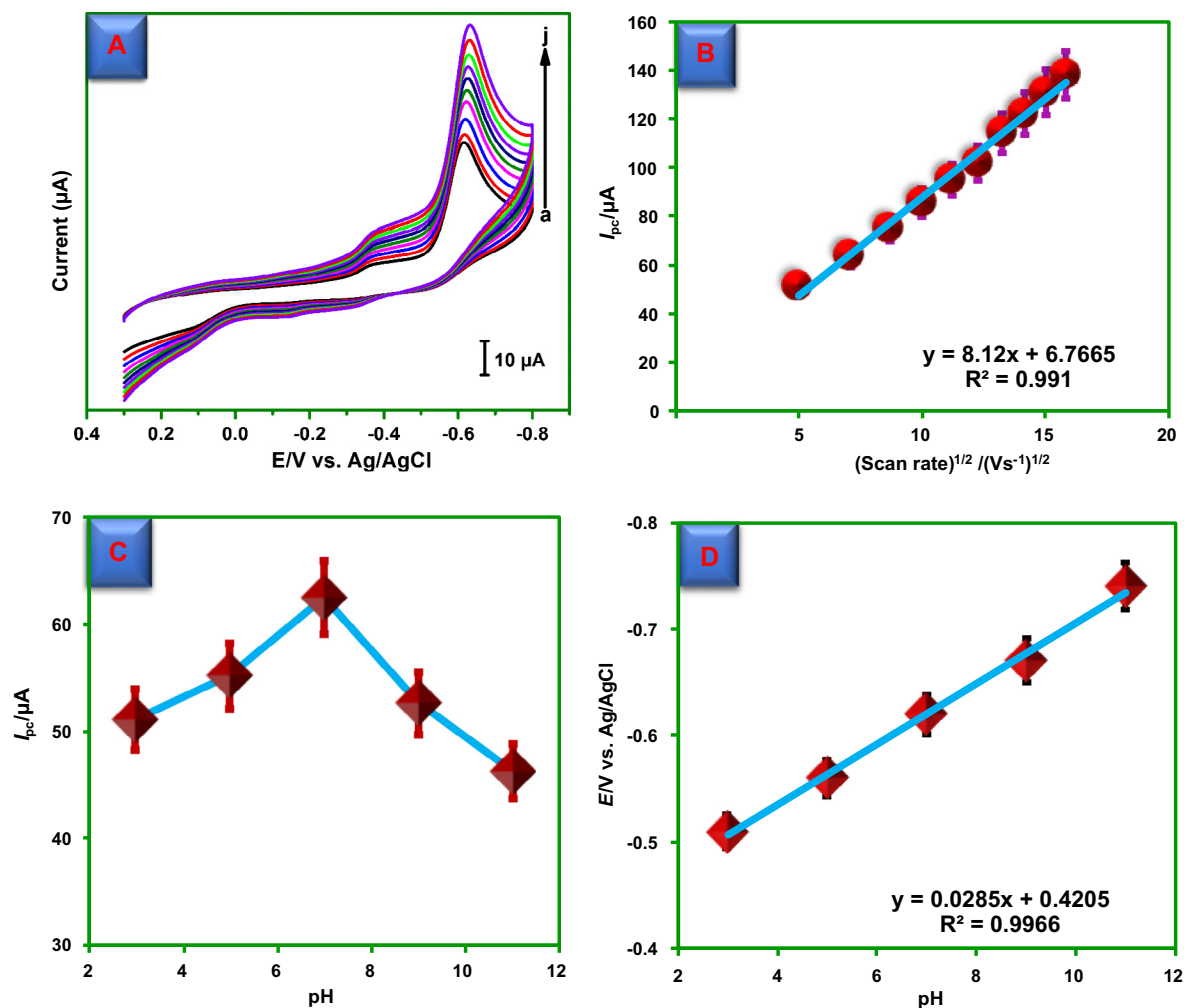 A
j
a
Current (µA)
10 µA
0.4 0.2 0.0 -0.2 -0.4 -0.6 -0.8
E/V vs. Ag/AgCl
B
160
140
120
100
80
60
40
20
0
I pc/µA
y = 8.12x + 6.7665
R² = 0.991
5 10 15 20
(Scan rate)1/2 /(Vs-1)1/2
C
70
60
50
40
30
I pc/µA
2 4 6 8 10 12
pH
D
-0.8
-0.7
-0.6
-0.5
-0.4
E/V vs. Ag/AgCl
y = 0.0285x + 0.4205
R² = 0.9966
2 4 6 8 10 12
pH